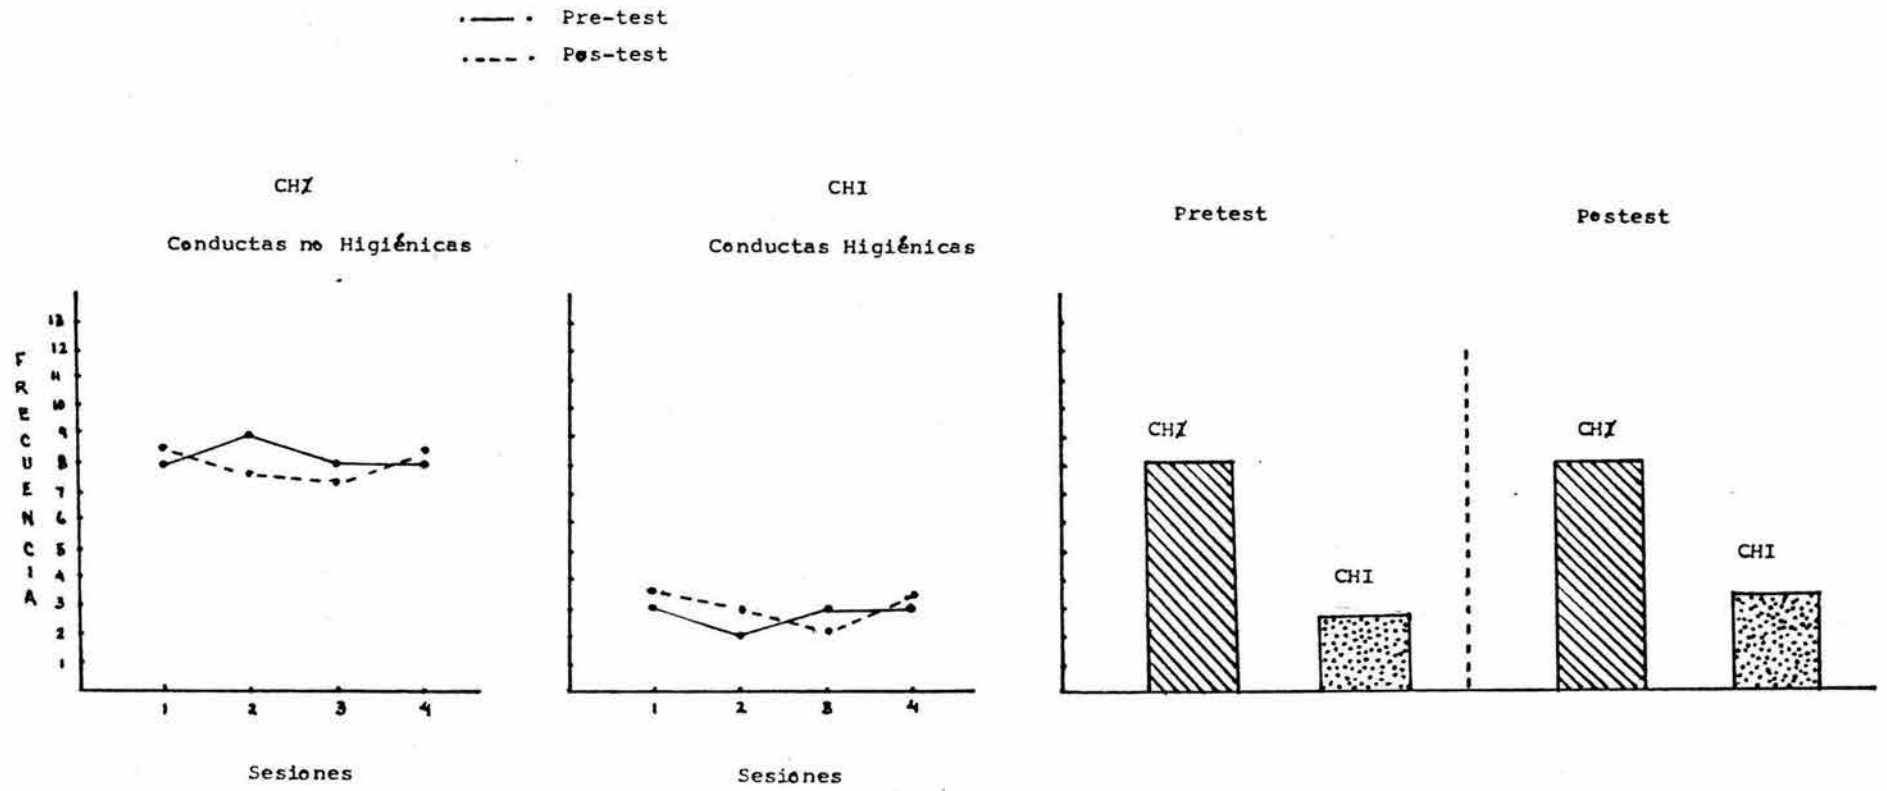 Pre-test
Pos-test
CHI
Conductas no Higiénicas
CHI
Conductas Higiénicas
Pretest
Postest
FRECUENCIA
13
12
11
10
9
8
7
6
5
4
3
2
1
1 2 3 4
Sesiones
1 2 3 4
Sesiones
CHI
CHI
CHI
CHI